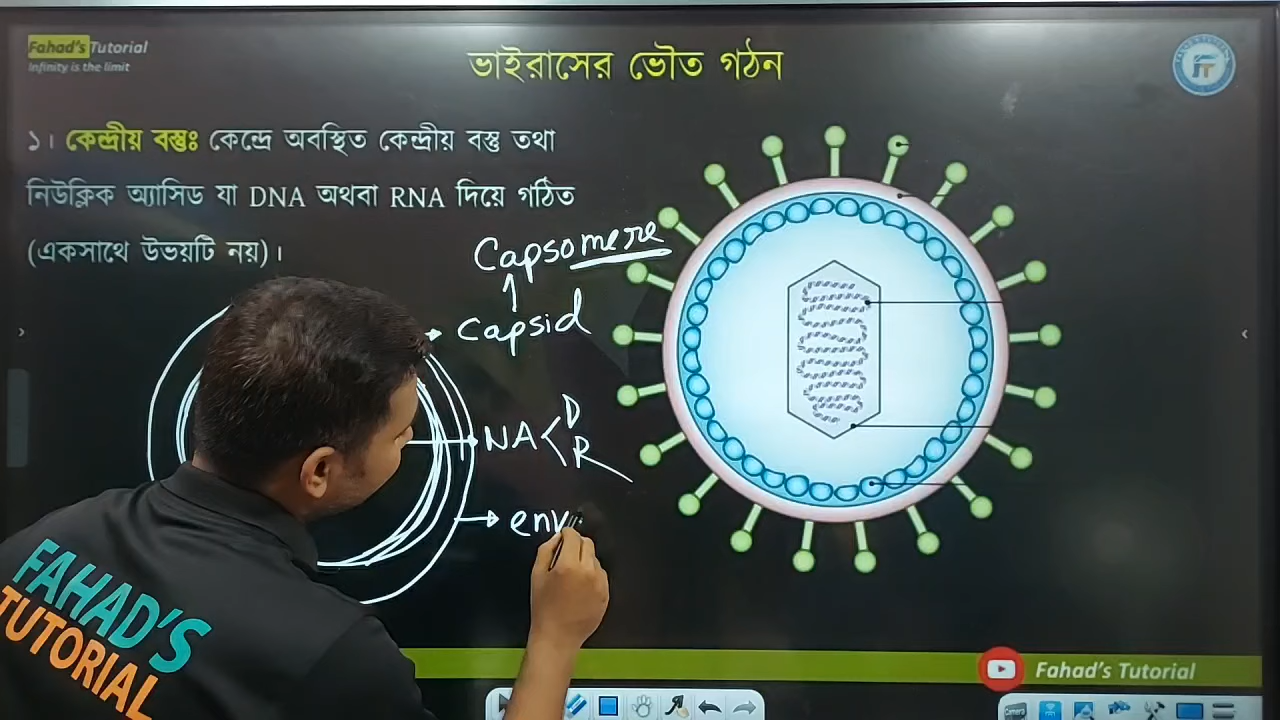 Fahad's Tutorial
Infinity is the limit
ভাইরাসের ভৌত গঠন
১। কেন্দ্রীয় বস্তুঃ কেন্দ্রে অবস্থিত কেন্দ্রীয় বস্তু তথা
নিউক্লিক অ্যাসিড যা DNA অথবা RNA দিয়ে গঠিত
(একসাথে উভয়টি নয়)।
Capsomere
Capsid
NA
D
R
env
FAHAD'S
TUTORIAL
Fahad's Tutorial